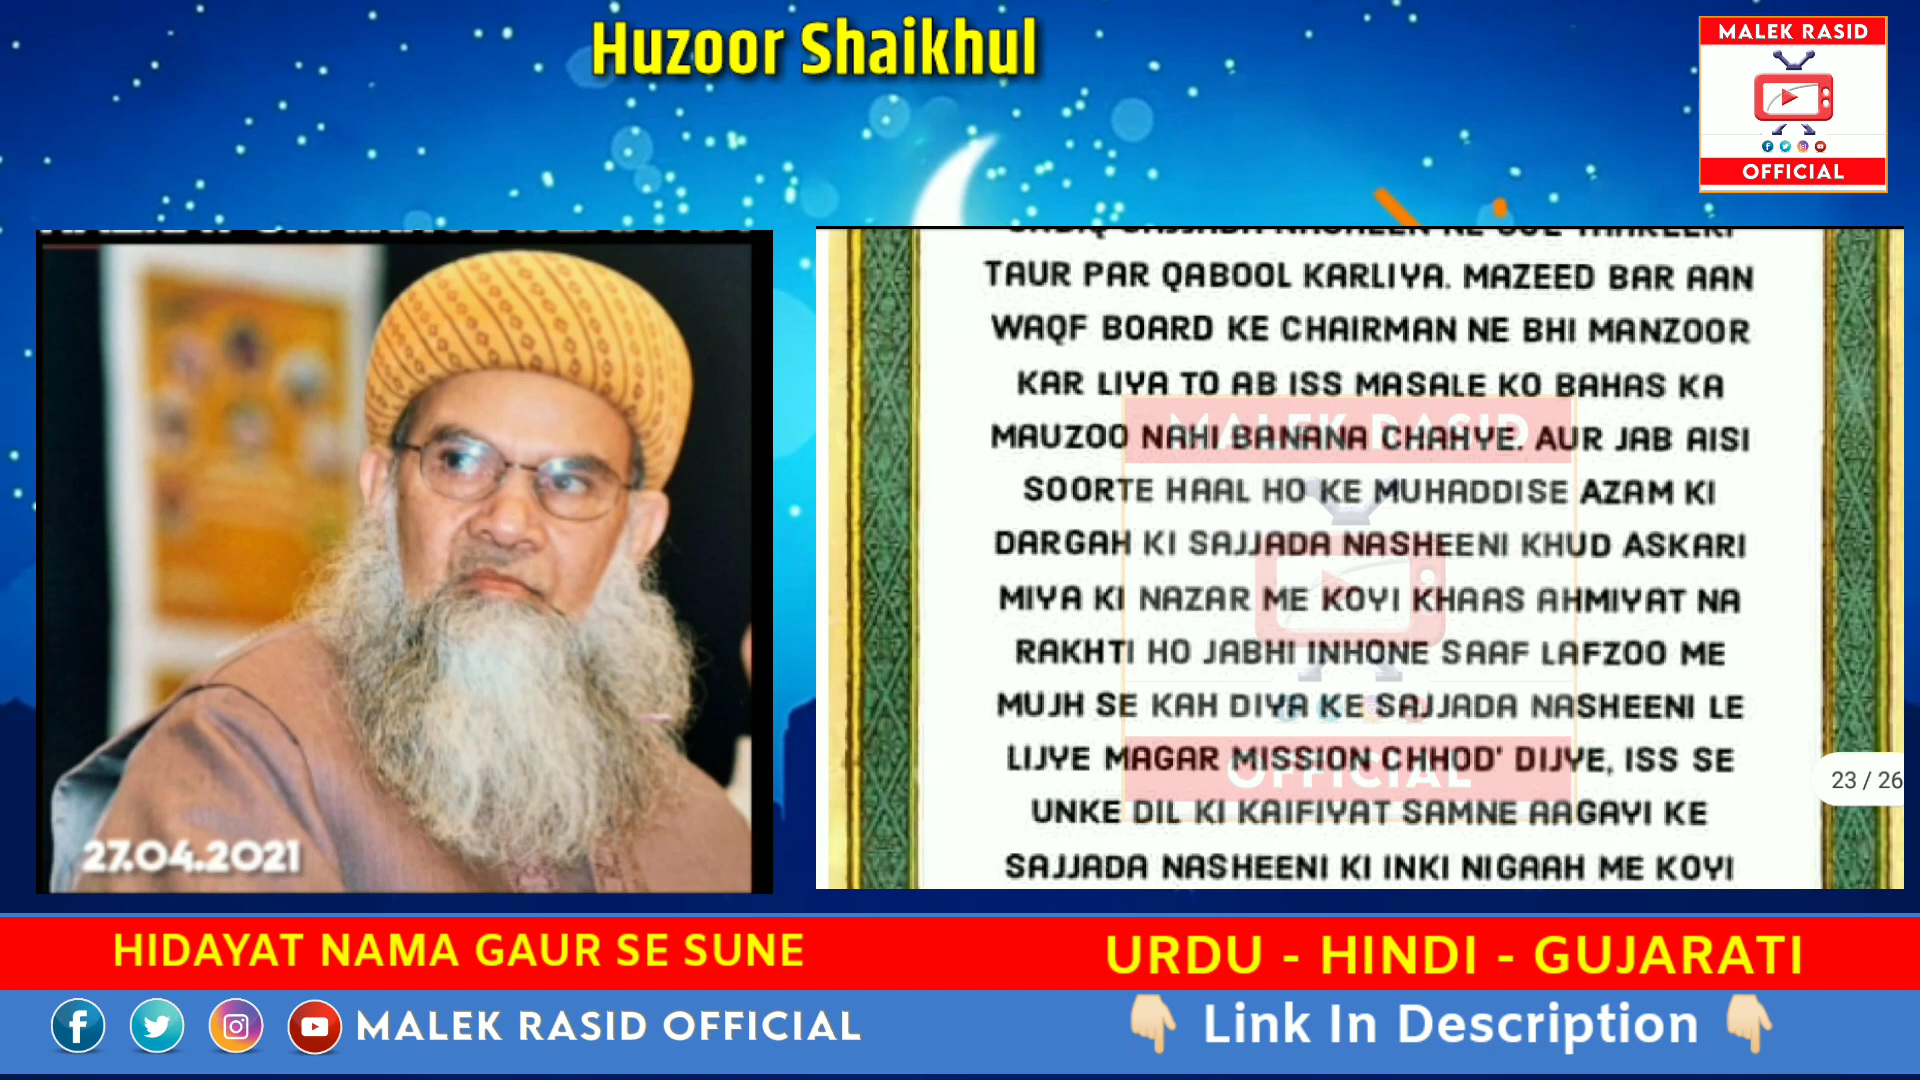 Huzoor Shaikhul
MALEK RASID
OFFICIAL
TAUR PAR QABOOL KARLIYA. MAZEED BAR AAN
WAQF BOARD KE CHAIRMAN NE BHI MANZOOR
KAR LIYA TO AB ISS MASALE KO BAHAS KA
MAUZOO NAHI BANANA CHAHYE. AUR JAB AISI
SOORTE HAAL HO KE MUHADDISE AZAM KI
DARGAH KI SAJJADA NASHEENI KHUD ASKARI
MIYA KI NAZAR ME KOYI KHAAS AHMIYAT NA
RAKHTI HO JABHI INHONE SAAF LAFZOO ME
MUJH SE KAH DIYA KE SAJJADA NASHEENI LE
LIJYE MAGAR MISSION CHHOD' DIJYE, ISS SE
UNKE DIL KI KAIFIYAT SAMNE AAGAYI KE
SAJJADA NASHEENI KI INKI NIGAAH ME KOYI
MALEK RASID
OFFICIAL
23 / 26
27.04.2021
HIDAYAT NAMA GAUR SE SUNE
URDU - HINDI - GUJARATI
MALEK RASID OFFICIAL
Link In Description